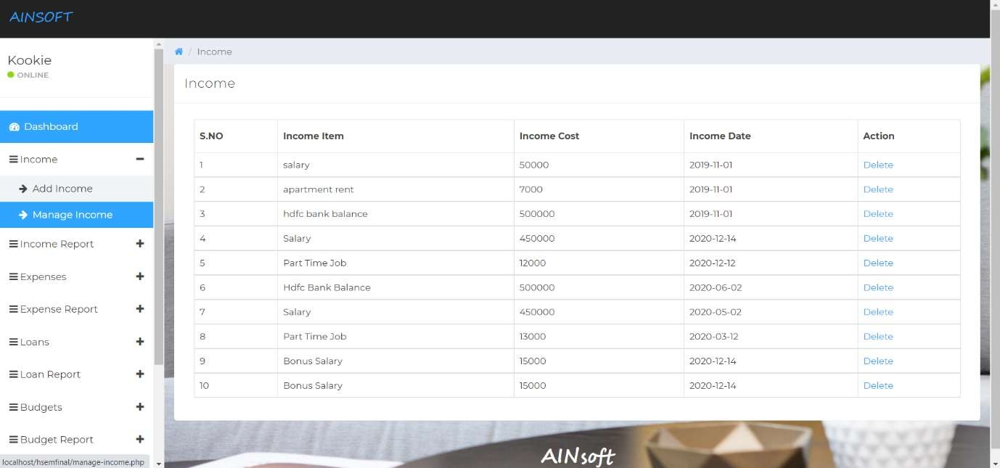 AINSOFT
Kookie
ONLINE
Dashboard
Income
Add Income
Manage Income
Income Report
Expenses
Expense Report
Loans
Loan Report
Budgets
Budget Report
localhost/hsemfinal/manage-income.php
/ Income
Income
S.NO Income Item Income Cost Income Date Action
1 salary 50000 2019-11-01 Delete
2 apartment rent 7000 2019-11-01 Delete
3 hdfc bank balance 500000 2019-11-01 Delete
4 Salary 450000 2020-12-14 Delete
5 Part Time Job 12000 2020-12-12 Delete
6 Hdfc Bank Balance 500000 2020-06-02 Delete
7 Salary 450000 2020-05-02 Delete
8 Part Time Job 13000 2020-03-12 Delete
9 Bonus Salary 15000 2020-12-14 Delete
10 Bonus Salary 15000 2020-12-14 Delete
AINsoft